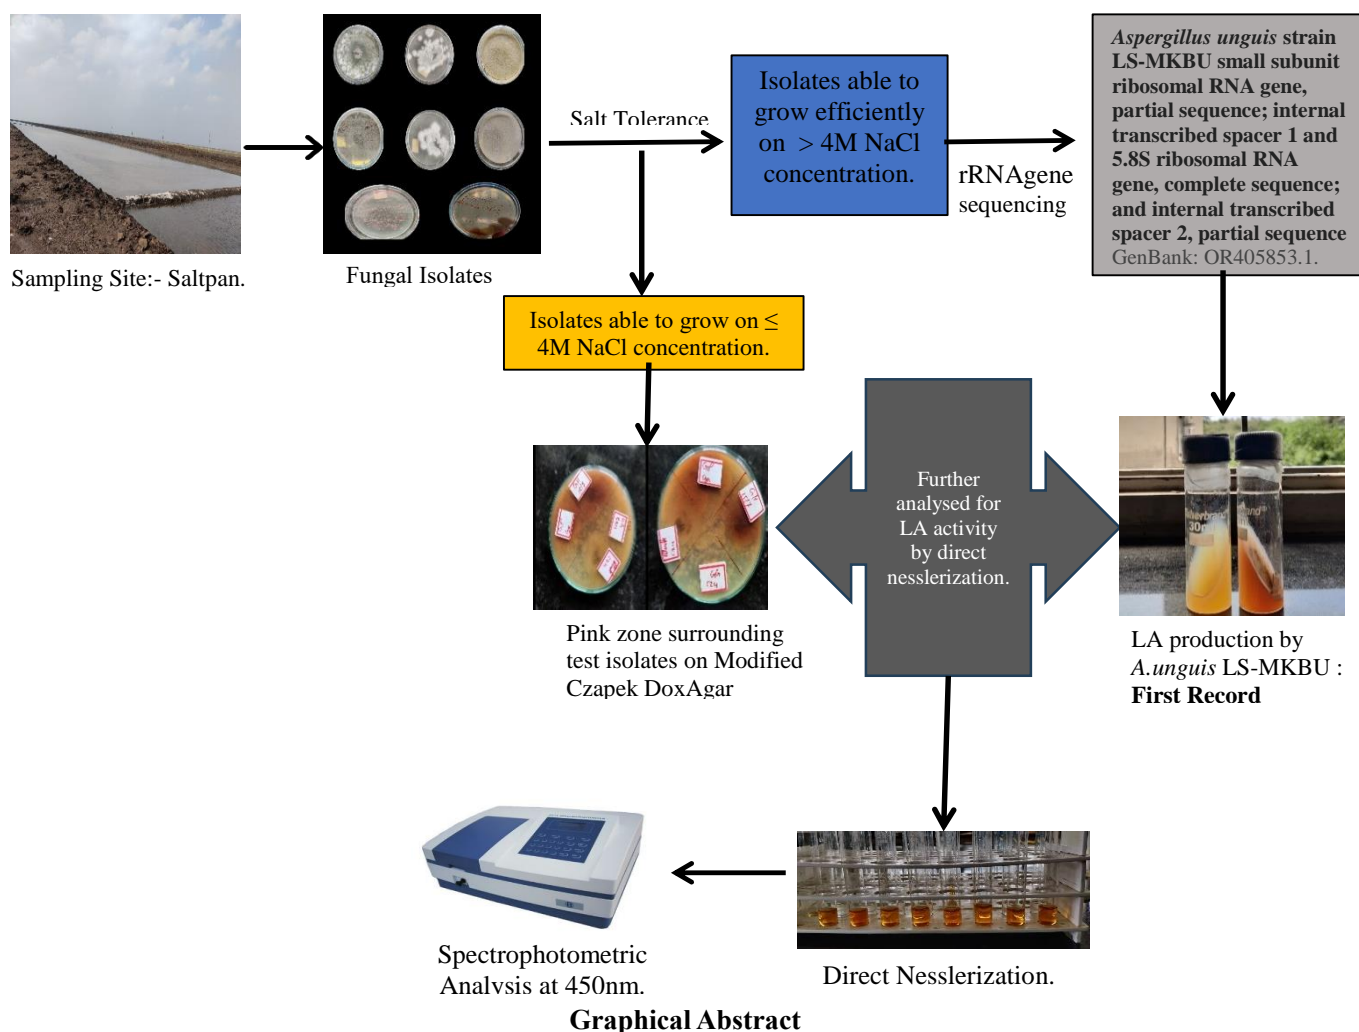 Sampling Site:- Saltpan.
Fungal Isolates
Salt Tolerance
Isolates able to
grow efficiently
on > 4M NaCl
concentration.
rRNAgene
sequencing
Aspergillus unguis strain
LS-MKBU small subunit
ribosomal RNA gene,
partial sequence; internal
transcribed spacer 1 and
5.8S ribosomal RNA
gene, complete sequence;
and internal transcribed
spacer 2, partial sequence
GenBank: OR405853.1.
Isolates able to grow on ≤
4M NaCl concentration.
Pink zone surrounding
test isolates on Modified
Czapek DoxAgar
Further
analysed for
LA activity
by direct
nesslerization.
30m
LA production by
A.unguis LS-MKBU :
First Record
Direct Nesslerization.
Spectrophotometric
Analysis at 450nm.
Graphical Abstract